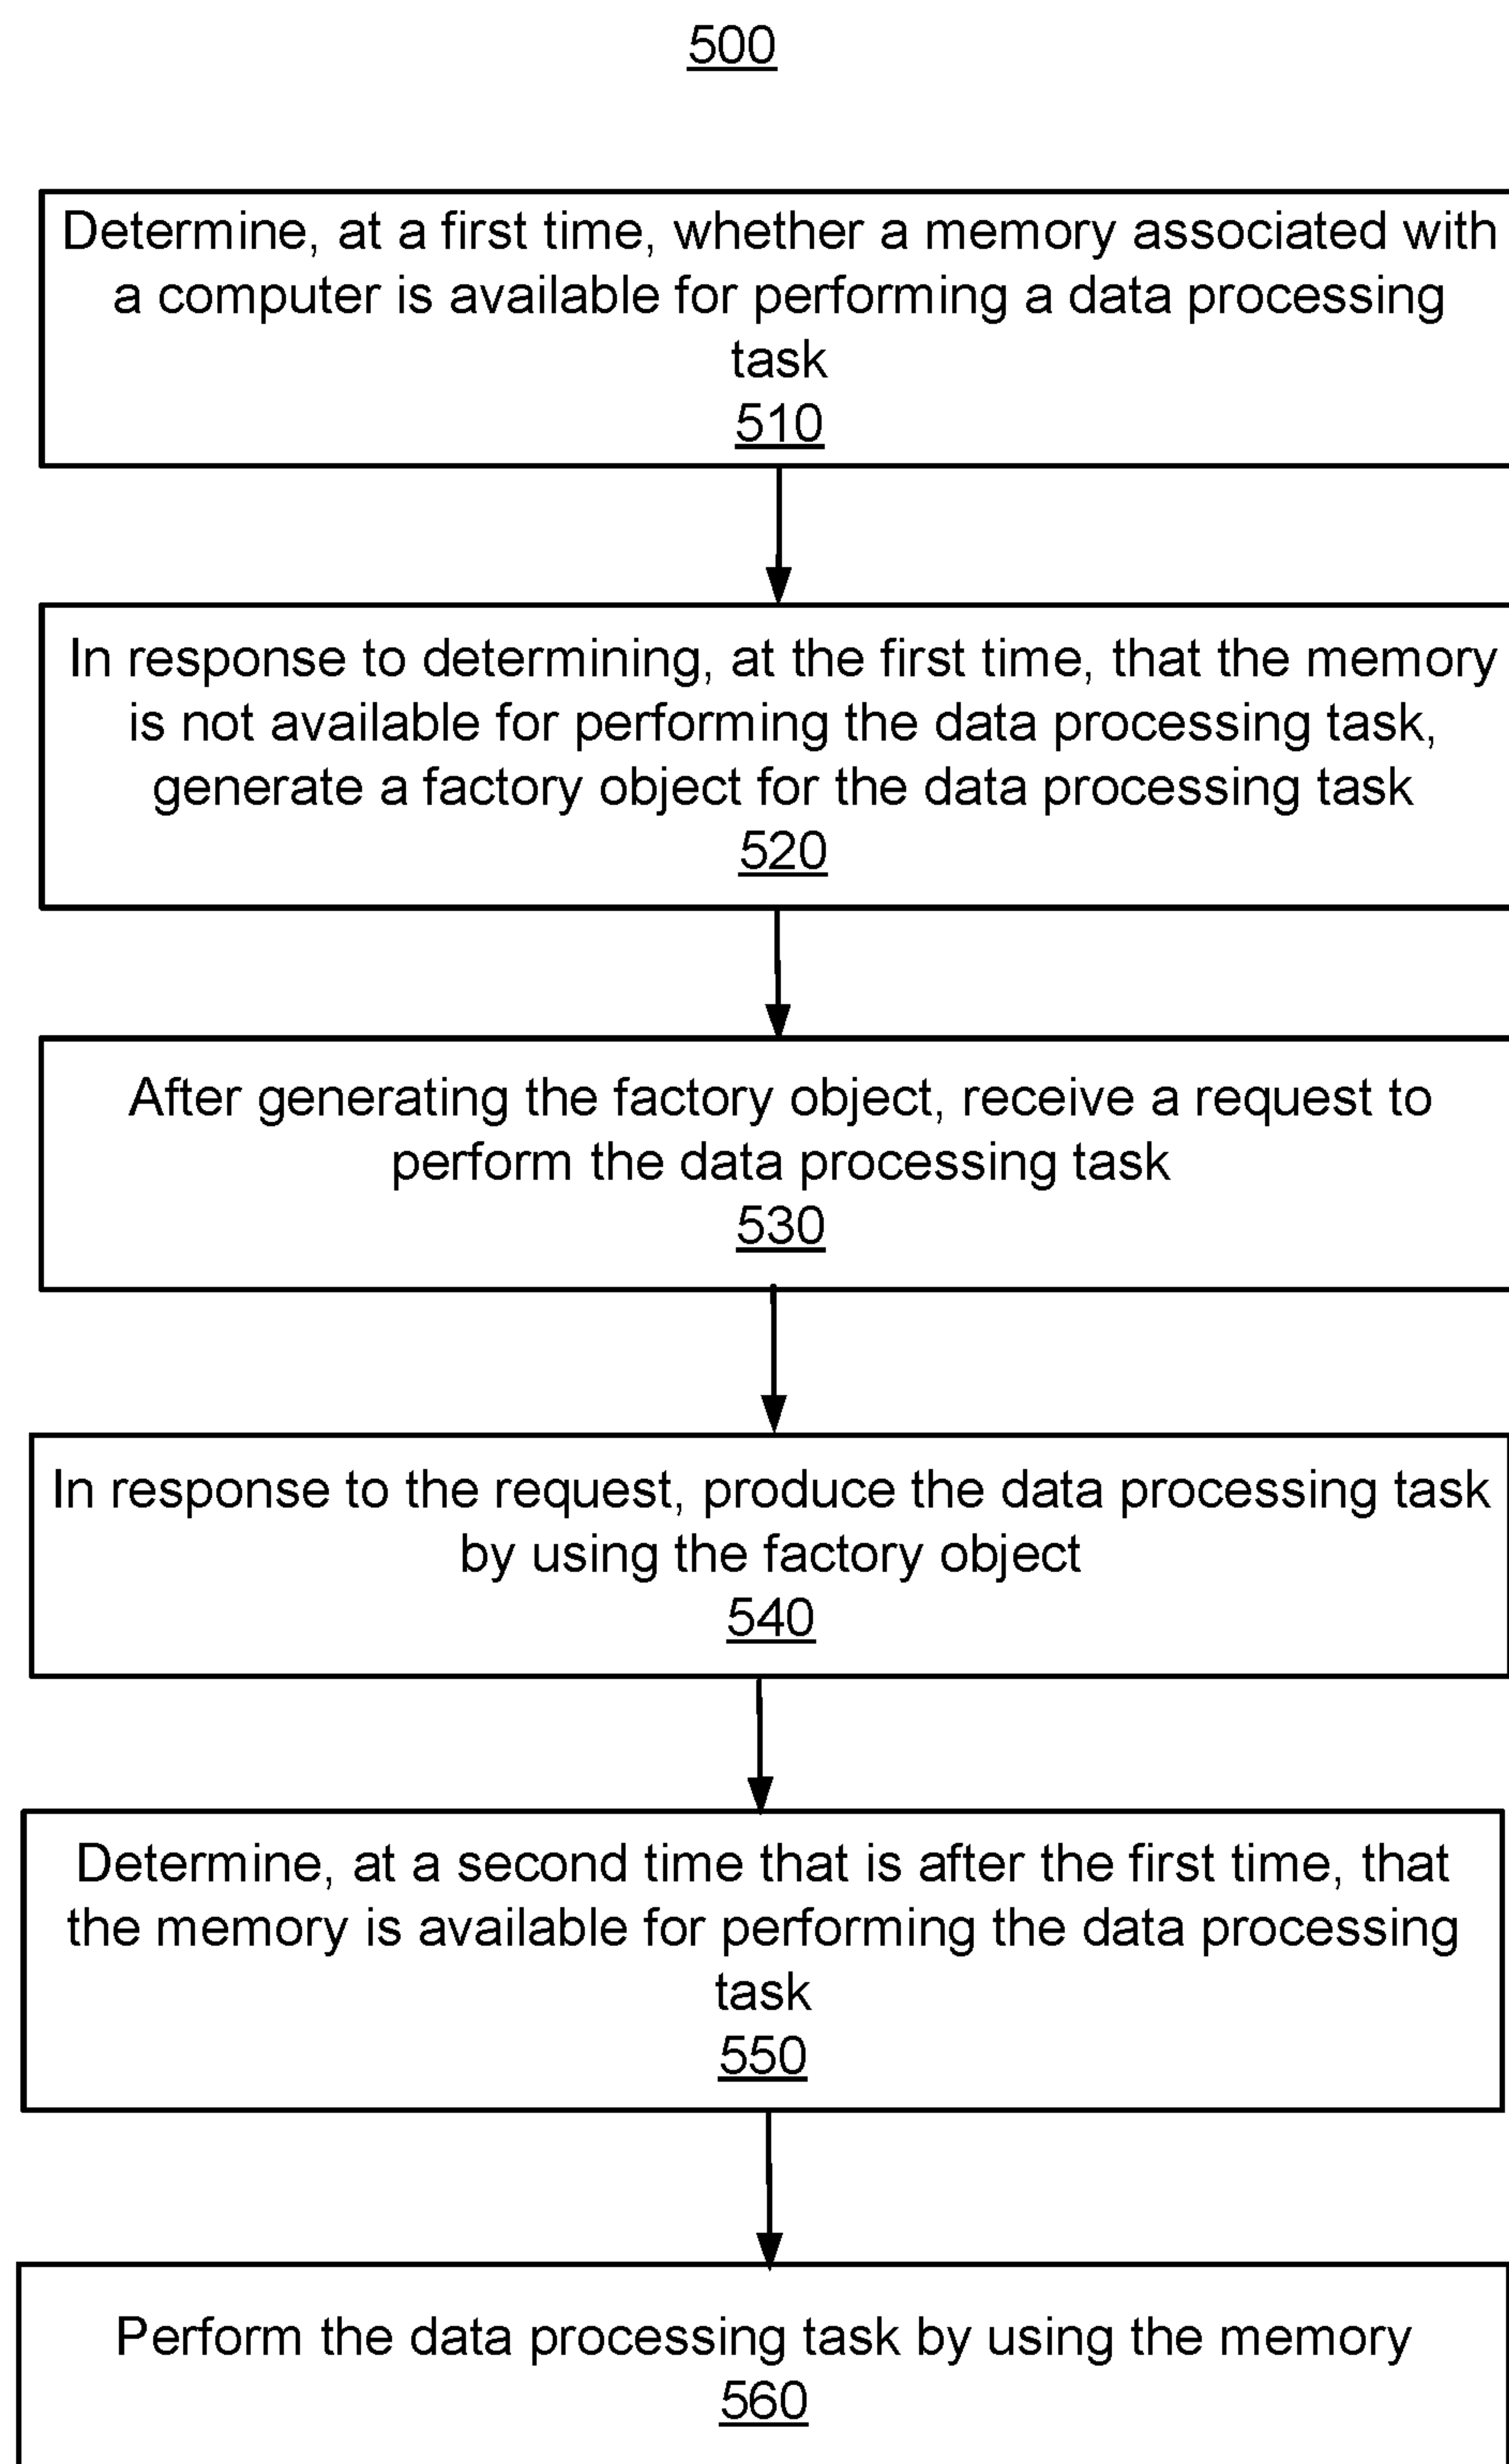 500
Determine, at a first time, whether a memory associated with
a computer is available for performing a data processing
task
510
In response to determining, at the first time, that the memory
is not available for performing the data processing task,
generate a factory object for the data processing task
520
After generating the factory object, receive a request to
perform the data processing task
530
In response to the request, produce the data processing task
by using the factory object
540
Determine, at a second time that is after the first time, that
the memory is available for performing the data processing
task
550
Perform the data processing task by using the memory
560